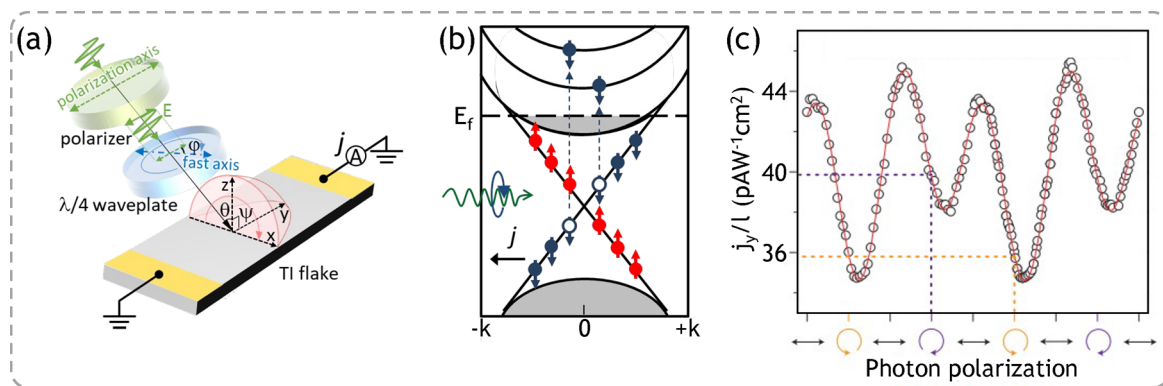 (a)
polarization axis
E
polarizer
φ
fast axis
λ/4 waveplate
j
A
z
θ
ψ
y
x
TI flake
(b)
E_f
j
-k
0
+k
(c)
j_y/I (pAW⁻¹cm²)
44
40
36
Photon polarization